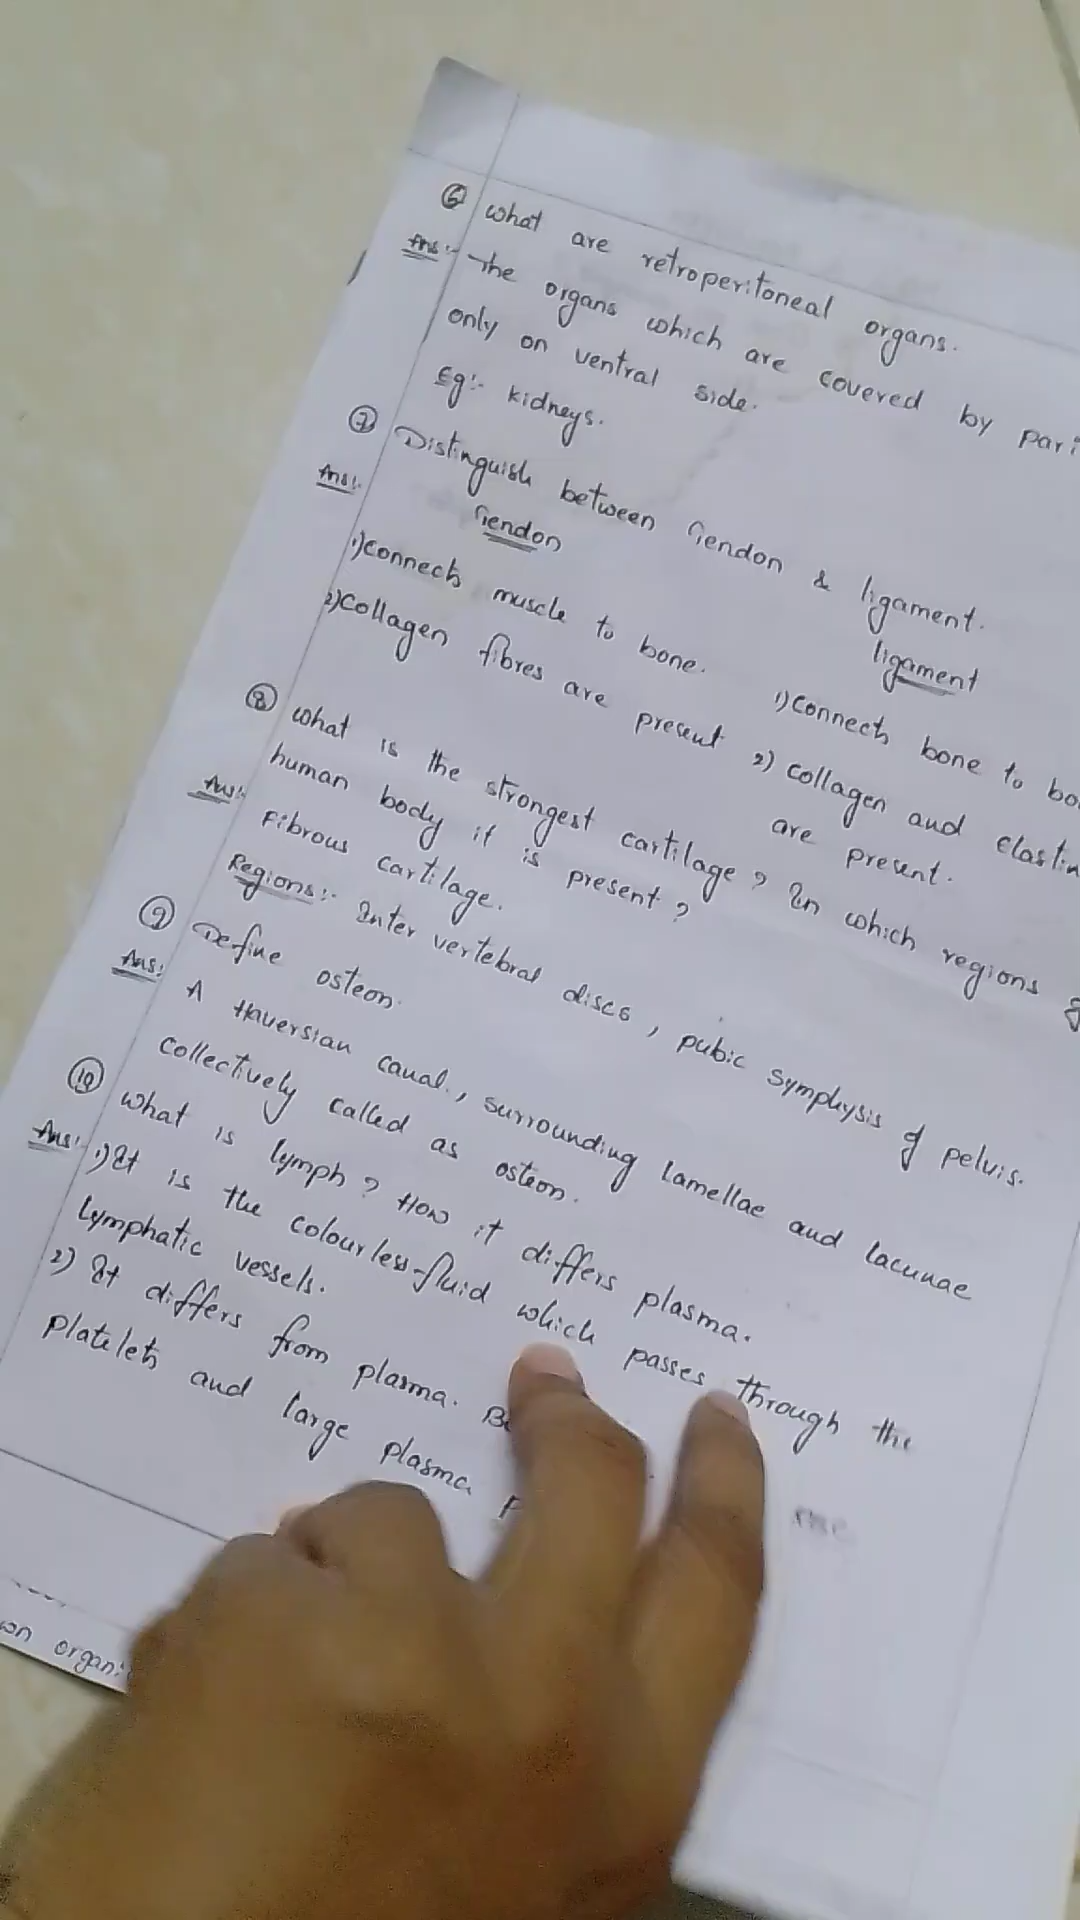 6 What are retroperitoneal organs.
Ans:- The organs which are covered by pari
only on ventral side.
Eg:- kidneys.
7 Distinguish between Tendon & ligament.
Ans:-
Tendon
ligament
1) Connects muscle to bone.
1) Connects bone to bo
2) Collagen fibres are present
2) Collagen and elastin
are present.
8 What is the strongest cartilage? In which regions of
human body it is present?
Ans:- Fibrous cartilage.
Regions:- Inter vertebral discs, pubic symphysis of pelvis.
9 Define osteon.
Ans: A Haversian canal., surrounding lamellae and lacunae
collectively called as osteon.
10 What is lymph? How it differs plasma.
Ans:- 1) It is the colourless fluid which passes through the
lymphatic vessels.
2) It differs from plasma.
platelets and large plasma
organi